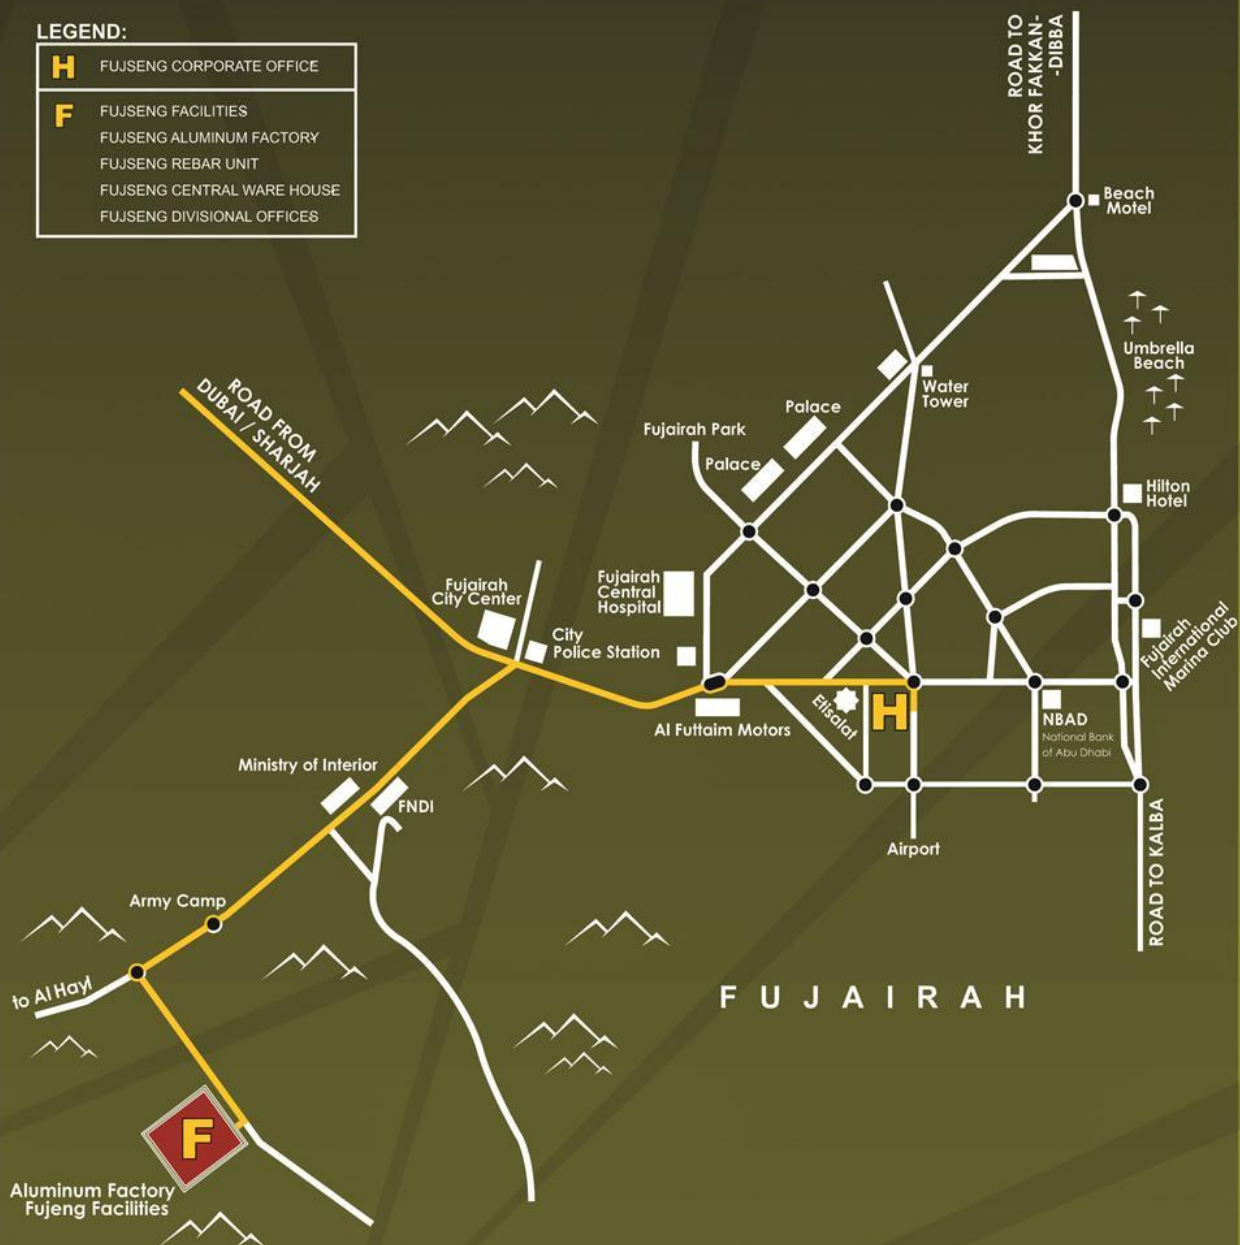 LEGEND:
H FUJSENG CORPORATE OFFICE
F FUJSENG FACILITIES
FUJSENG ALUMINUM FACTORY
FUJSENG REBAR UNIT
FUJSENG CENTRAL WARE HOUSE
FUJSENG DIVISIONAL OFFICES
ROAD TO
KHOR FAKKAN-
-DIBBA
Beach
Motel
Umbrella
Beach
Water
Tower
Palace
Fujairah Park
Palace
ROAD FROM
DUBAI / SHARJAH
Hilton
Hotel
Fujairah
City Center
Fujairah
Central
Hospital
City
Police Station
Fujairah
International
Marina Club
Etisalat
H
NBAD
National Bank
of Abu Dhabi
Al Futtaim Motors
Ministry of Interior
FNDI
Airport
ROAD TO KALBA
Army Camp
to Al Hayl
FUJAIRAH
F
Aluminum Factory
Fujeng Facilities